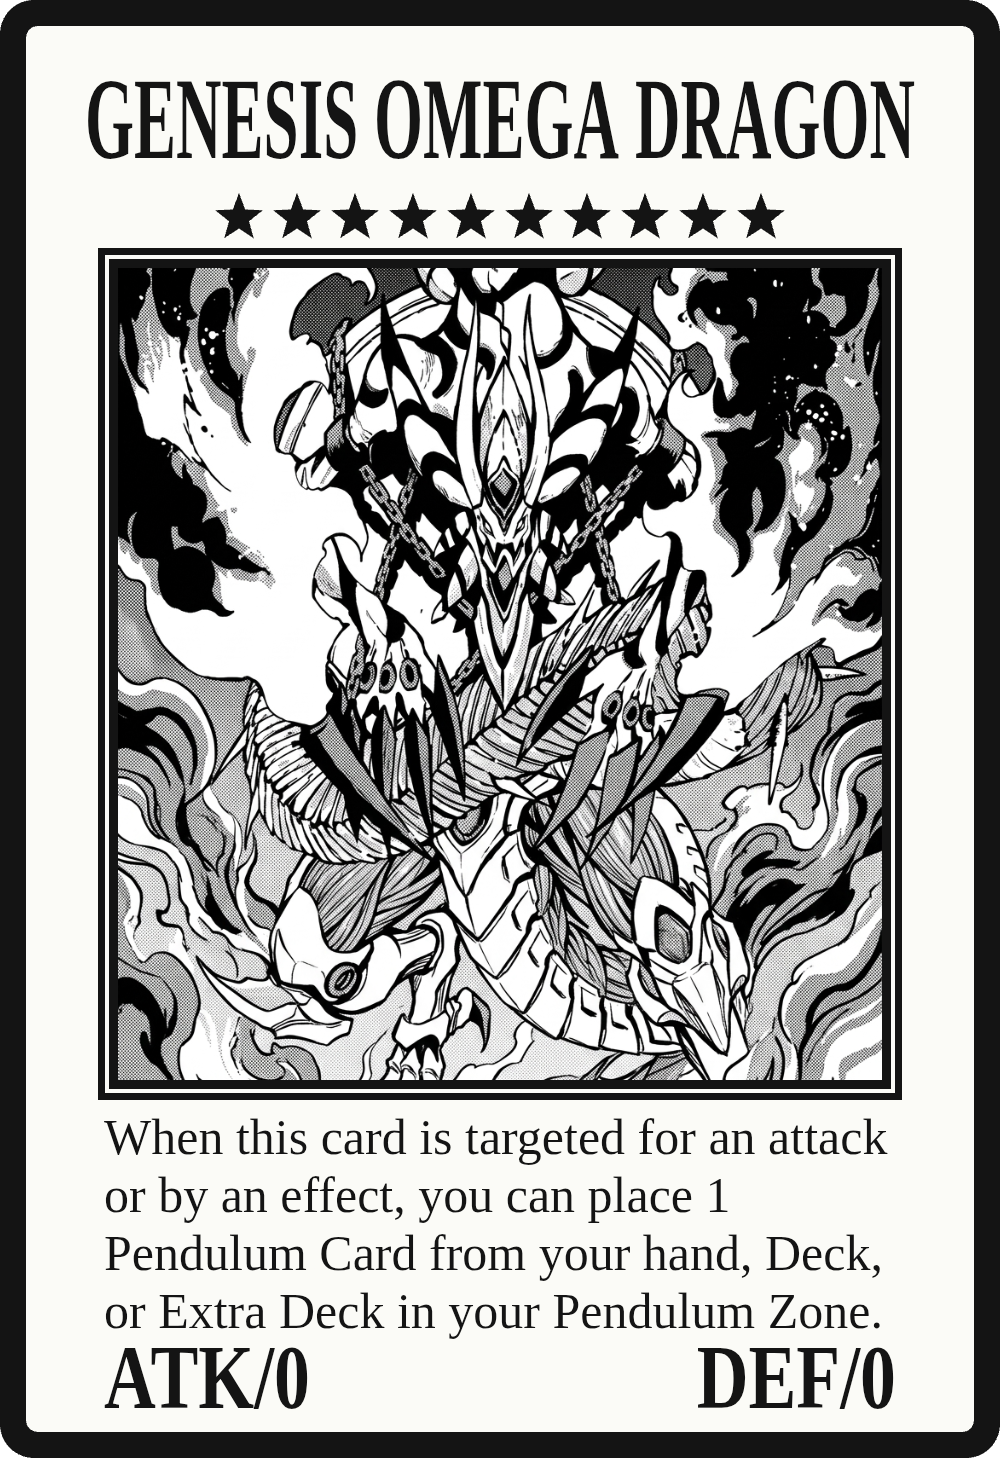 GENESIS OMEGA DRAGON
When this card is targeted for an attack
or by an effect, you can place 1
Pendulum Card from your hand, Deck,
or Extra Deck in your Pendulum Zone.
ATK/0 DEF/0